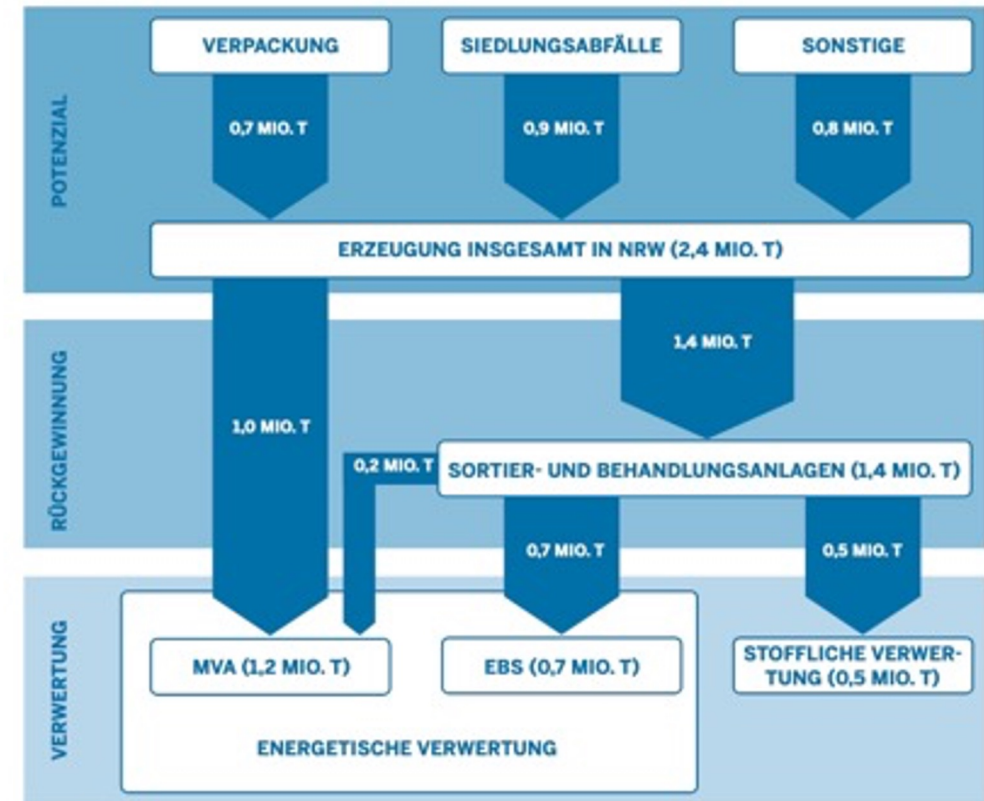 POTENZIAL
VERPACKUNG
SIEDLUNGSABFÄLLE
SONSTIGE
0,7 MIO. T
0,9 MIO. T
0,8 MIO. T
ERZEUGUNG INSGESAMT IN NRW (2,4 MIO. T)
RÜCKGEWINNUNG
1,4 MIO. T
1,0 MIO. T
0,2 MIO. T
SORTIER- UND BEHANDLUNGSANLAGEN (1,4 MIO. T)
0,7 MIO. T
0,5 MIO. T
VERWERTUNG
MVA (1,2 MIO. T)
EBS (0,7 MIO. T)
STOFFLICHE VERWER-
TUNG (0,5 MIO. T)
ENERGETISCHE VERWERTUNG